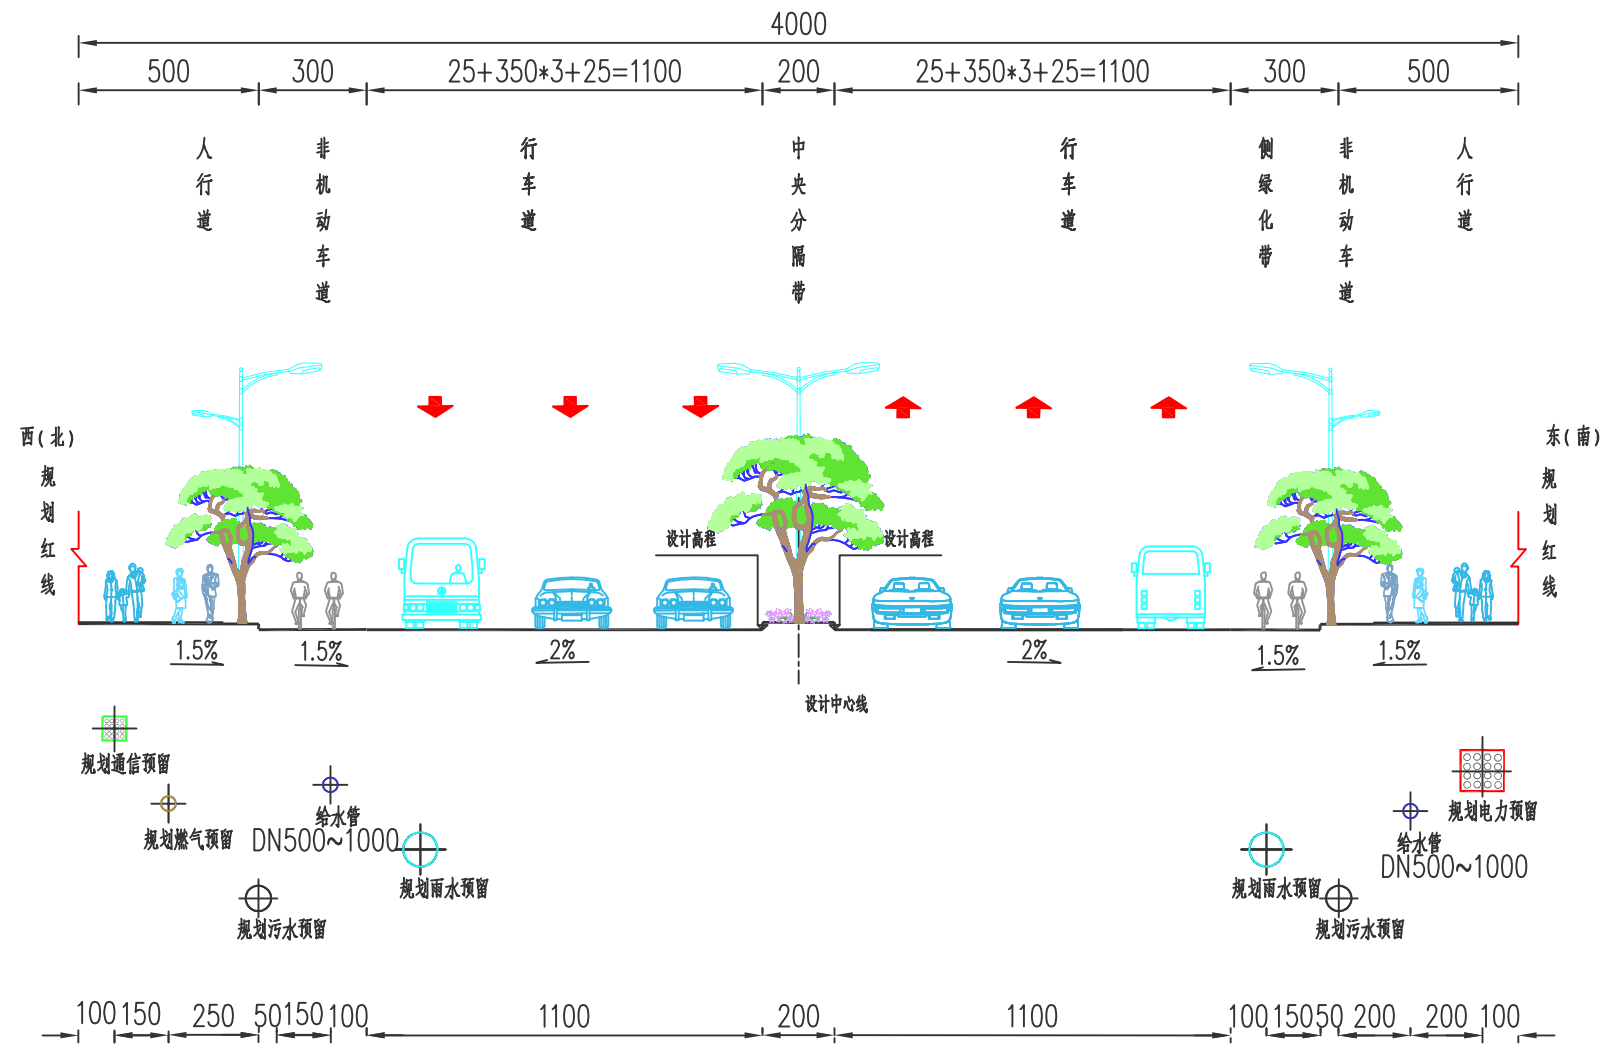 4000
500
300
25+350*3+25=1100
200
25+350*3+25=1100
300
500
人行道
非机动车道
行车道
中央分隔带
行车道
侧绿化带
非机动车道
人行道
西(北)
规划红线
东(南)
规划红线
设计高程
设计高程
1.5%
1.5%
2%
2%
1.5%
1.5%
设计中心线
规划通信预留
规划燃气预留
给水管
DN500~1000
规划污水预留
规划雨水预留
规划电力预留
给水管
DN500~1000
规划雨水预留
规划污水预留
100
150
250
50
150
100
1100
200
1100
100
150
50
200
200
100